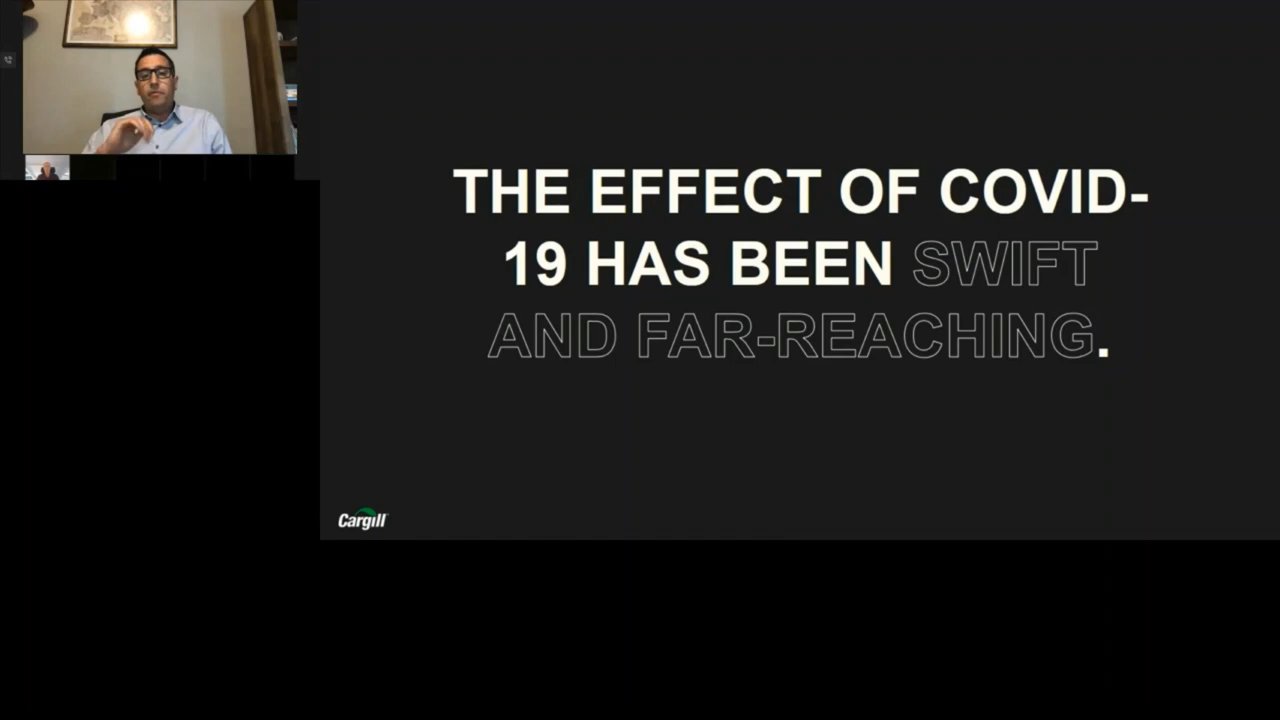 THE EFFECT OF COVID-
19 HAS BEEN SWIFT
AND FAR-REACHING.
Cargill